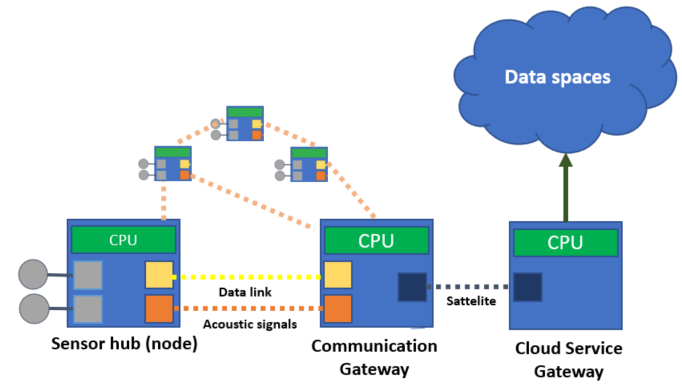 Data spaces
CPU
CPU
CPU
Data link
Acoustic signals
Sattelite
Sensor hub (node)
Communication
Gateway
Cloud Service
Gateway